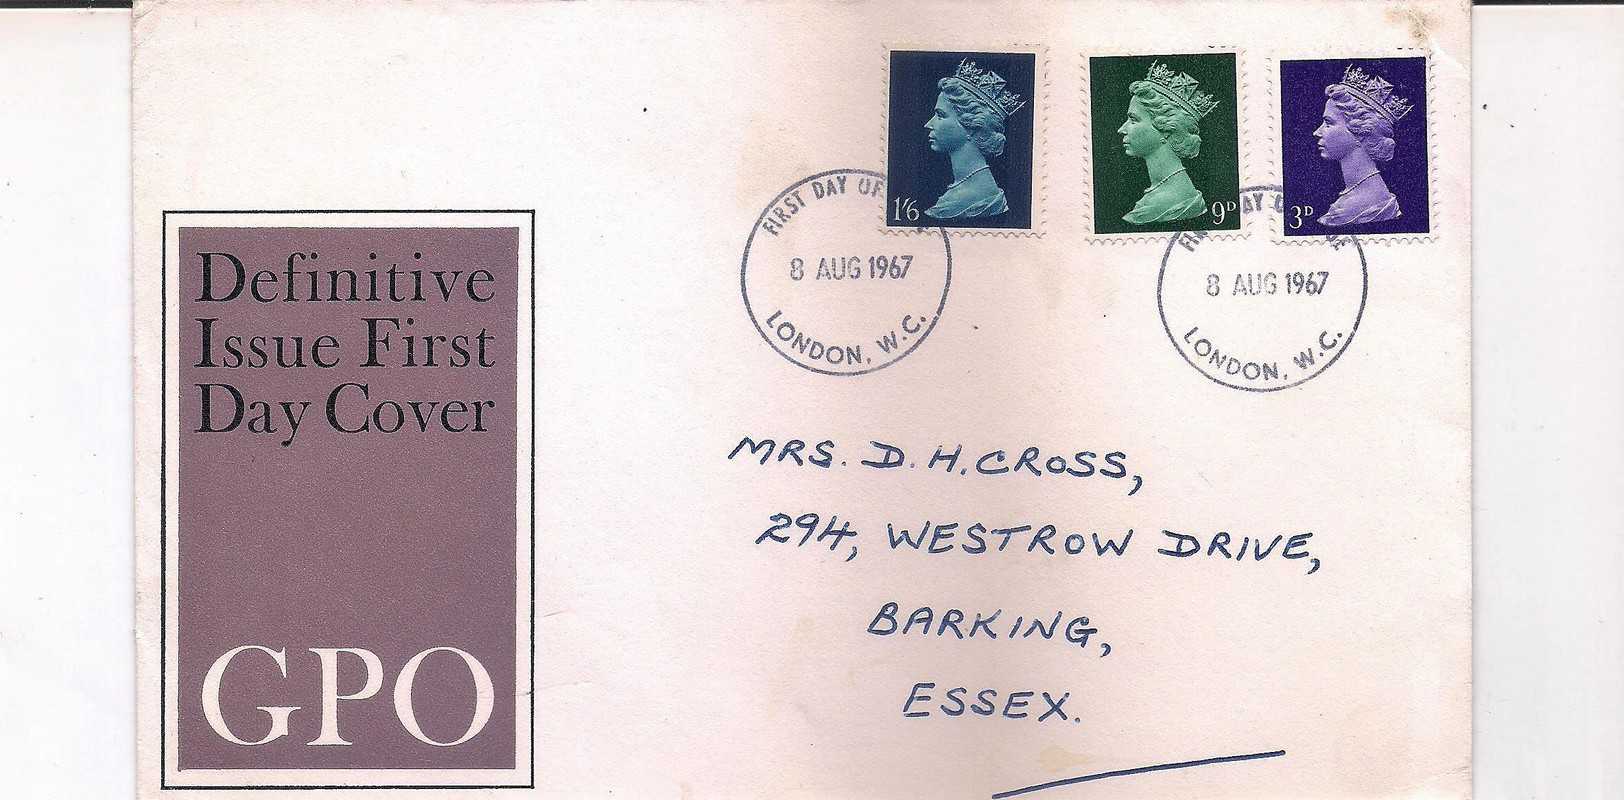 Definitive
Issue First
Day Cover
GPO
1'6
9D
3D
FIRST DAY OF
8 AUG 1967
LONDON, W.C.
8 AUG 1967
LONDON, W.C.
MRS. D. H. CROSS,
294, WESTROW DRIVE,
BARKING,
ESSEX.